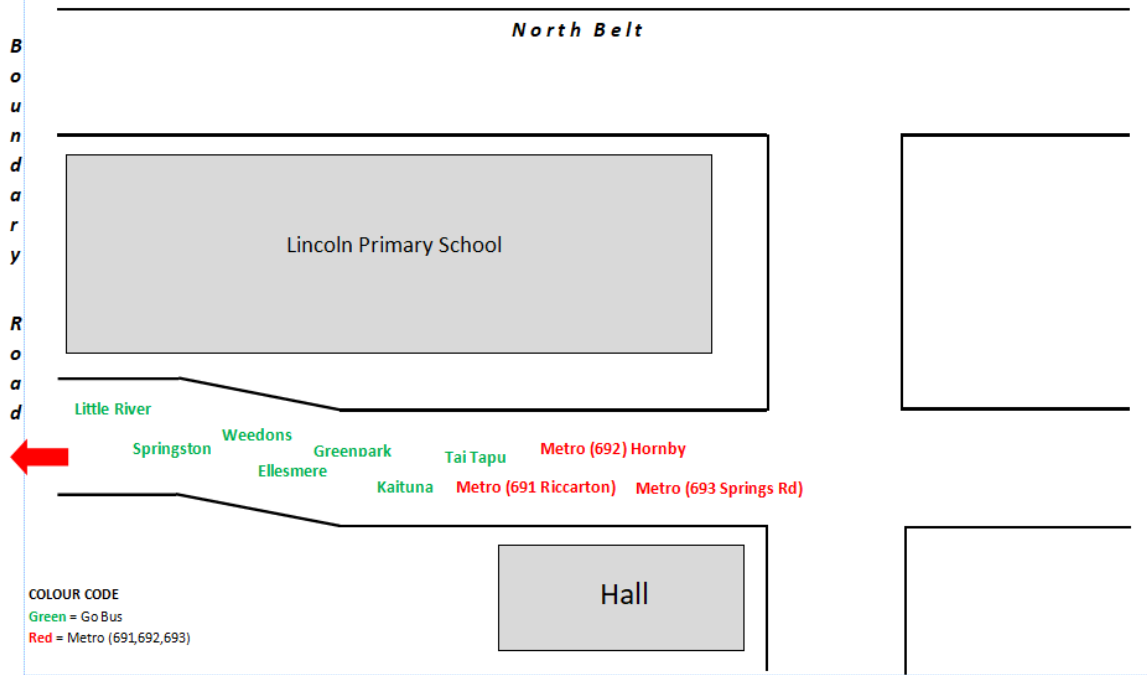 North Belt
Boundary Road
Lincoln Primary School
Little River
Weedons
Springston
Greenpark
Tai Tapu
Metro (692) Hornby
Ellesmere
Kaituna
Metro (691 Riccarton)
Metro (693 Springs Rd)
Hall
COLOUR CODE
Green = Go Bus
Red = Metro (691,692,693)